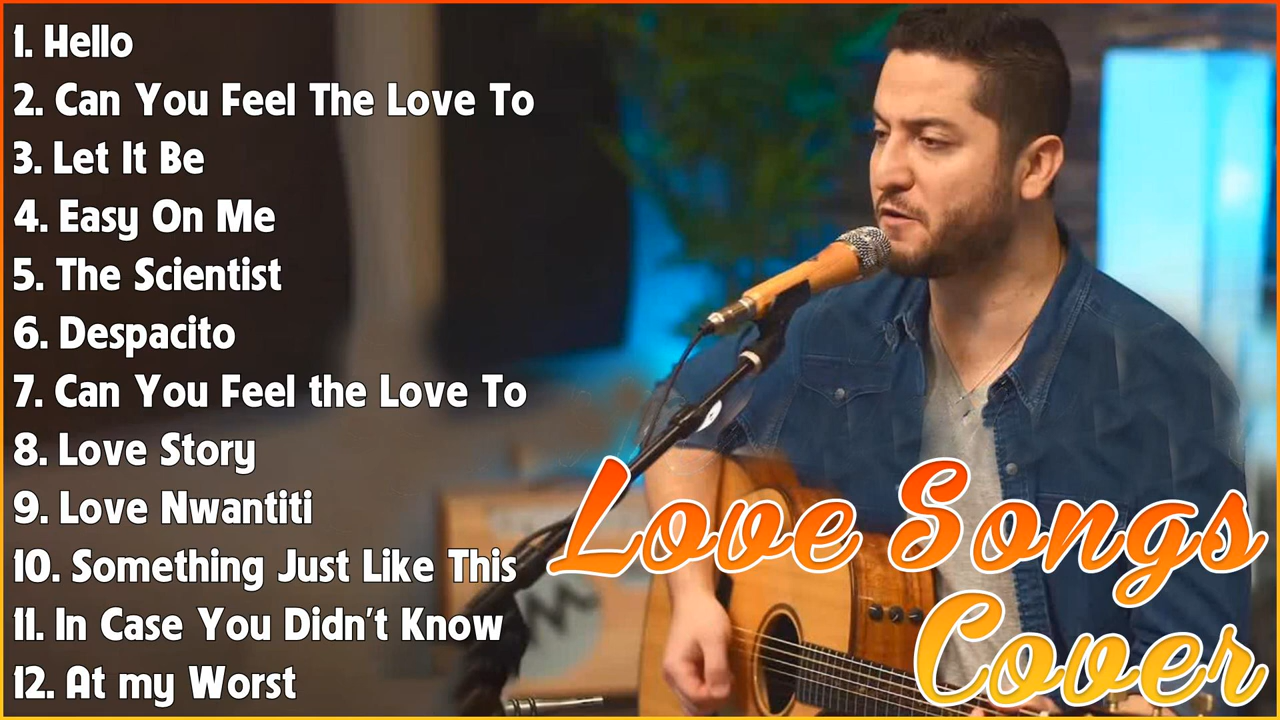 1. Hello
2. Can You Feel The Love To
3. Let It Be
4. Easy On Me
5. The Scientist
6. Despacito
7. Can You Feel the Love To
8. Love Story
9. Love Nwantiti
10. Something Just Like This
11. In Case You Didn't Know
12. At my Worst
Love Songs
Cover